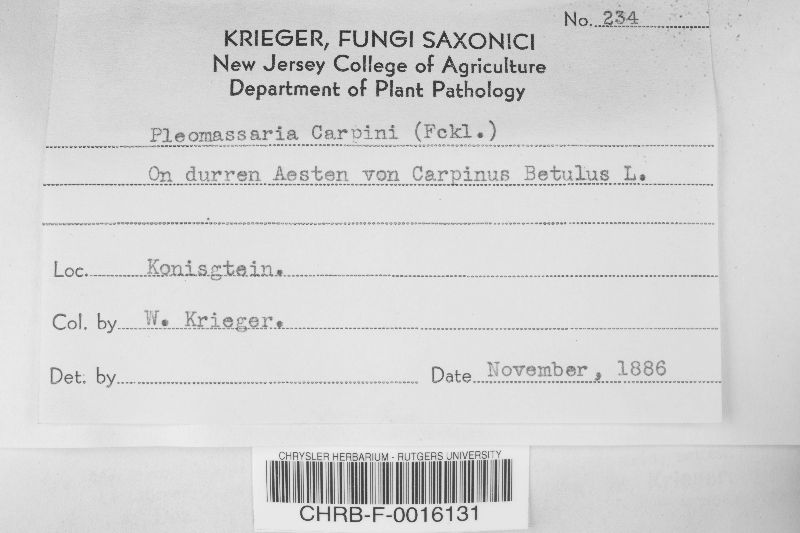 No. 234
KRIEGER, FUNGI SAXONICI
New Jersey College of Agriculture
Department of Plant Pathology
Pleomassaria Carpini (Fckl.)
On durren Aesten von Carpinus Betulus L.
Loc. Konisgtein.
Col. by W. Krieger.
Det. by
Date November, 1886
CHRYSLER HERBARIUM - RUTGERS UNIVERSITY
CHRB-F-0016131